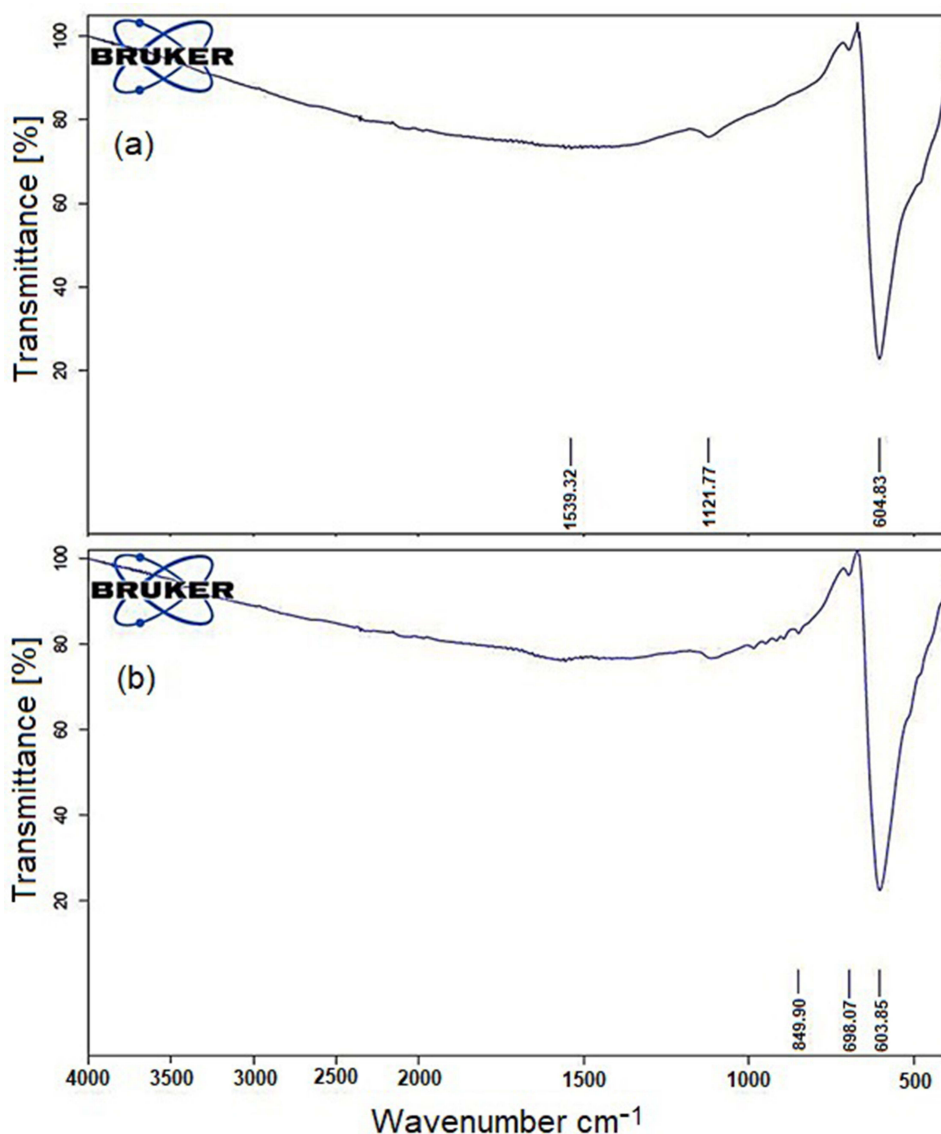 100
BRUKER
80
(a)
60
40
20
Transmittance [%]
1539.32
1121.77
604.83
100
BRUKER
80
(b)
60
40
20
Transmittance [%]
849.90
698.07
603.85
4000 3500 3000 2500 2000 1500 1000 500
Wavenumber cm⁻¹